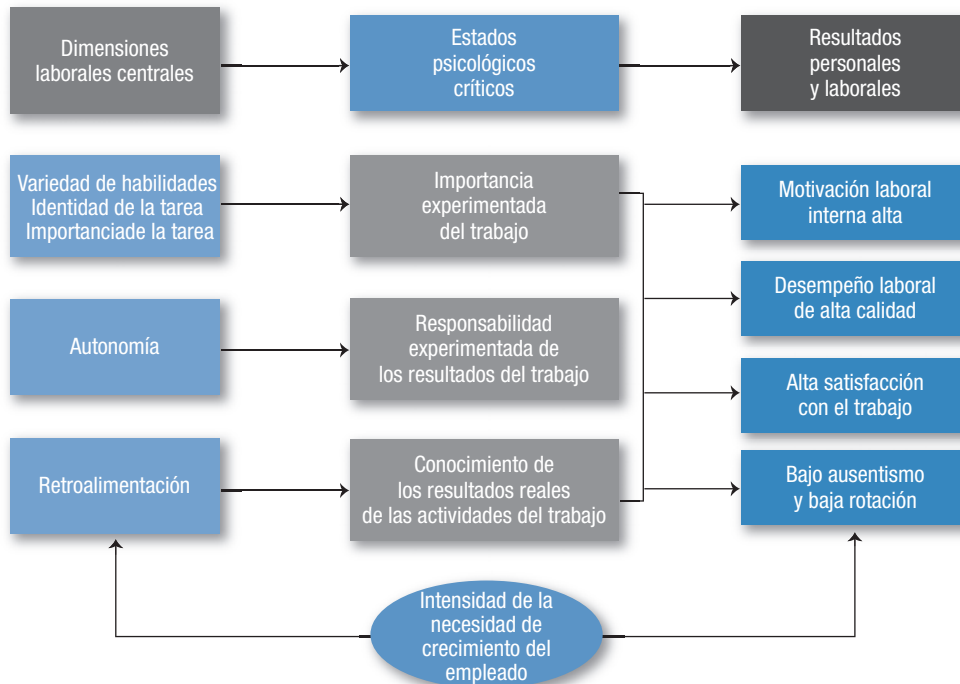 Dimensiones
laborales centrales
Estados
psicológicos
críticos
Resultados
personales
y laborales
Variedad de habilidades
Identidad de la tarea
Importanciade la tarea
Importancia
experimentada
del trabajo
Motivación laboral
interna alta
Desempeño laboral
de alta calidad
Autonomía
Responsabilidad
experimentada de
los resultados del trabajo
Alta satisfacción
con el trabajo
Retroalimentación
Conocimiento de
los resultados reales
de las actividades del trabajo
Bajo ausentismo
y baja rotación
Intensidad de la
necesidad de
crecimiento del
empleado